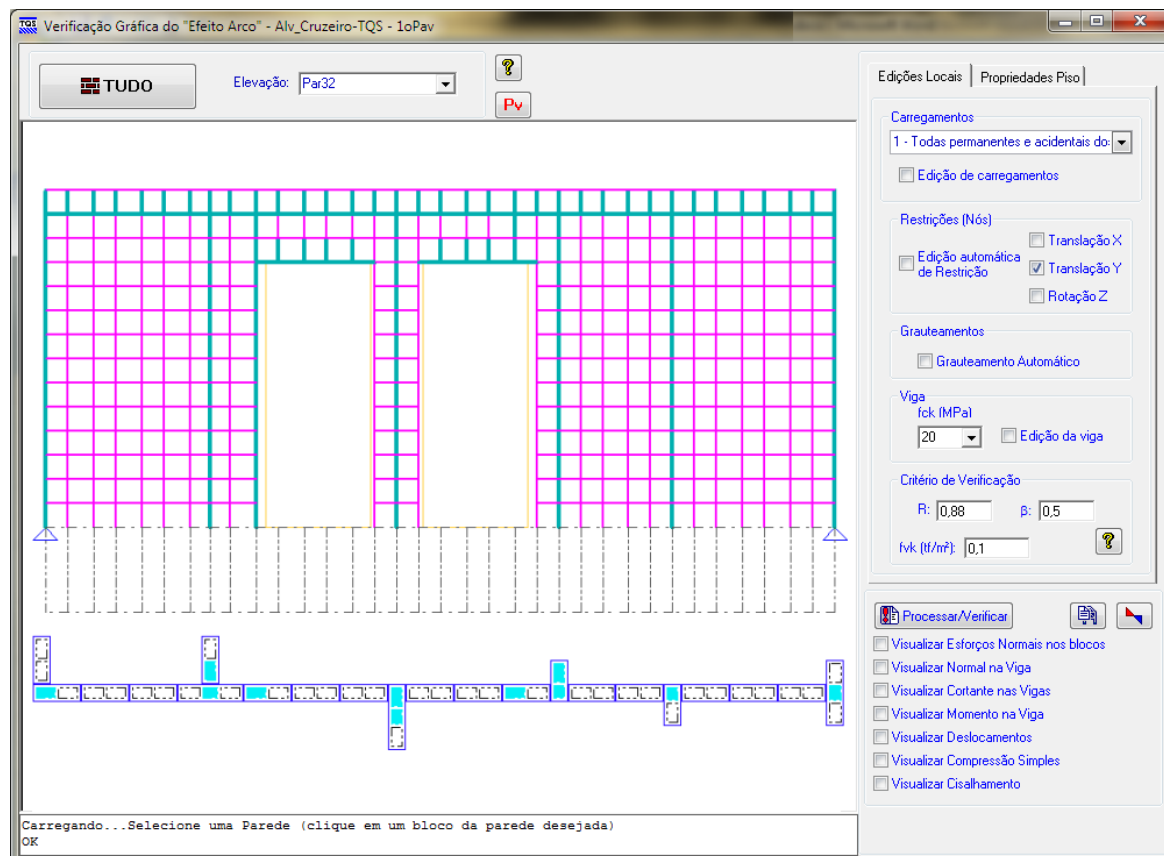 TQS Verificação Gráfica do "Efeito Arco" - Alv_Cruzeiro-TQS - 1oPav
TUDO
Elevação: Par32
?
Pv
Edições Locais
Propriedades Piso
Carregamentos
1 - Todas permanentes e acidentais do:
Edição de carregamentos
Restrições (Nós)
Edição automática
de Restrição
Translação X
Translação Y
Rotação Z
Grauteamentos
Grauteamento Automático
Viga
fck (MPa)
20
Edição da viga
Critério de Verificação
R: 0,88
β: 0,5
fvk (tf/m²): 0,1
?
Processar/Verificar
Visualizar Esforços Normais nos blocos
Visualizar Normal na Viga
Visualizar Cortante nas Vigas
Visualizar Momento na Viga
Visualizar Deslocamentos
Visualizar Compressão Simples
Visualizar Cisalhamento
Carregando...Selecione uma Parede (clique em um bloco da parede desejada)
OK